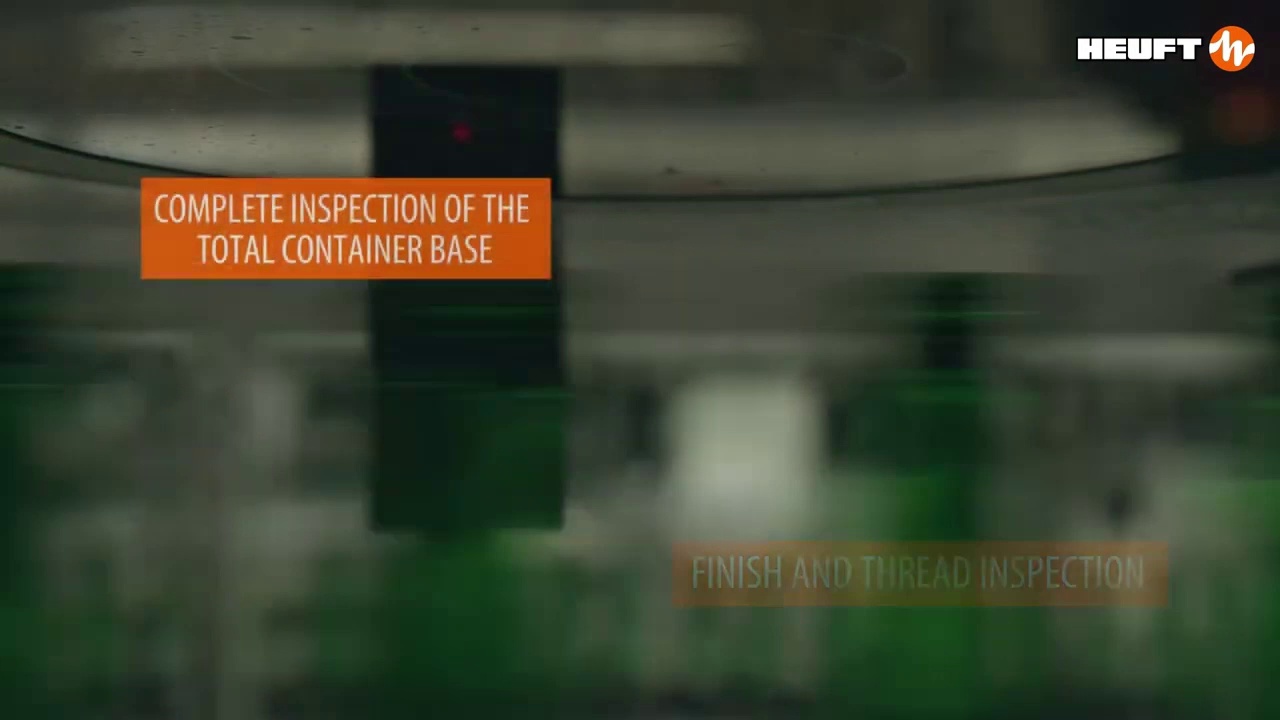 HEUFT
COMPLETE INSPECTION OF THE
TOTAL CONTAINER BASE
FINISH AND THREAD INSPECTION